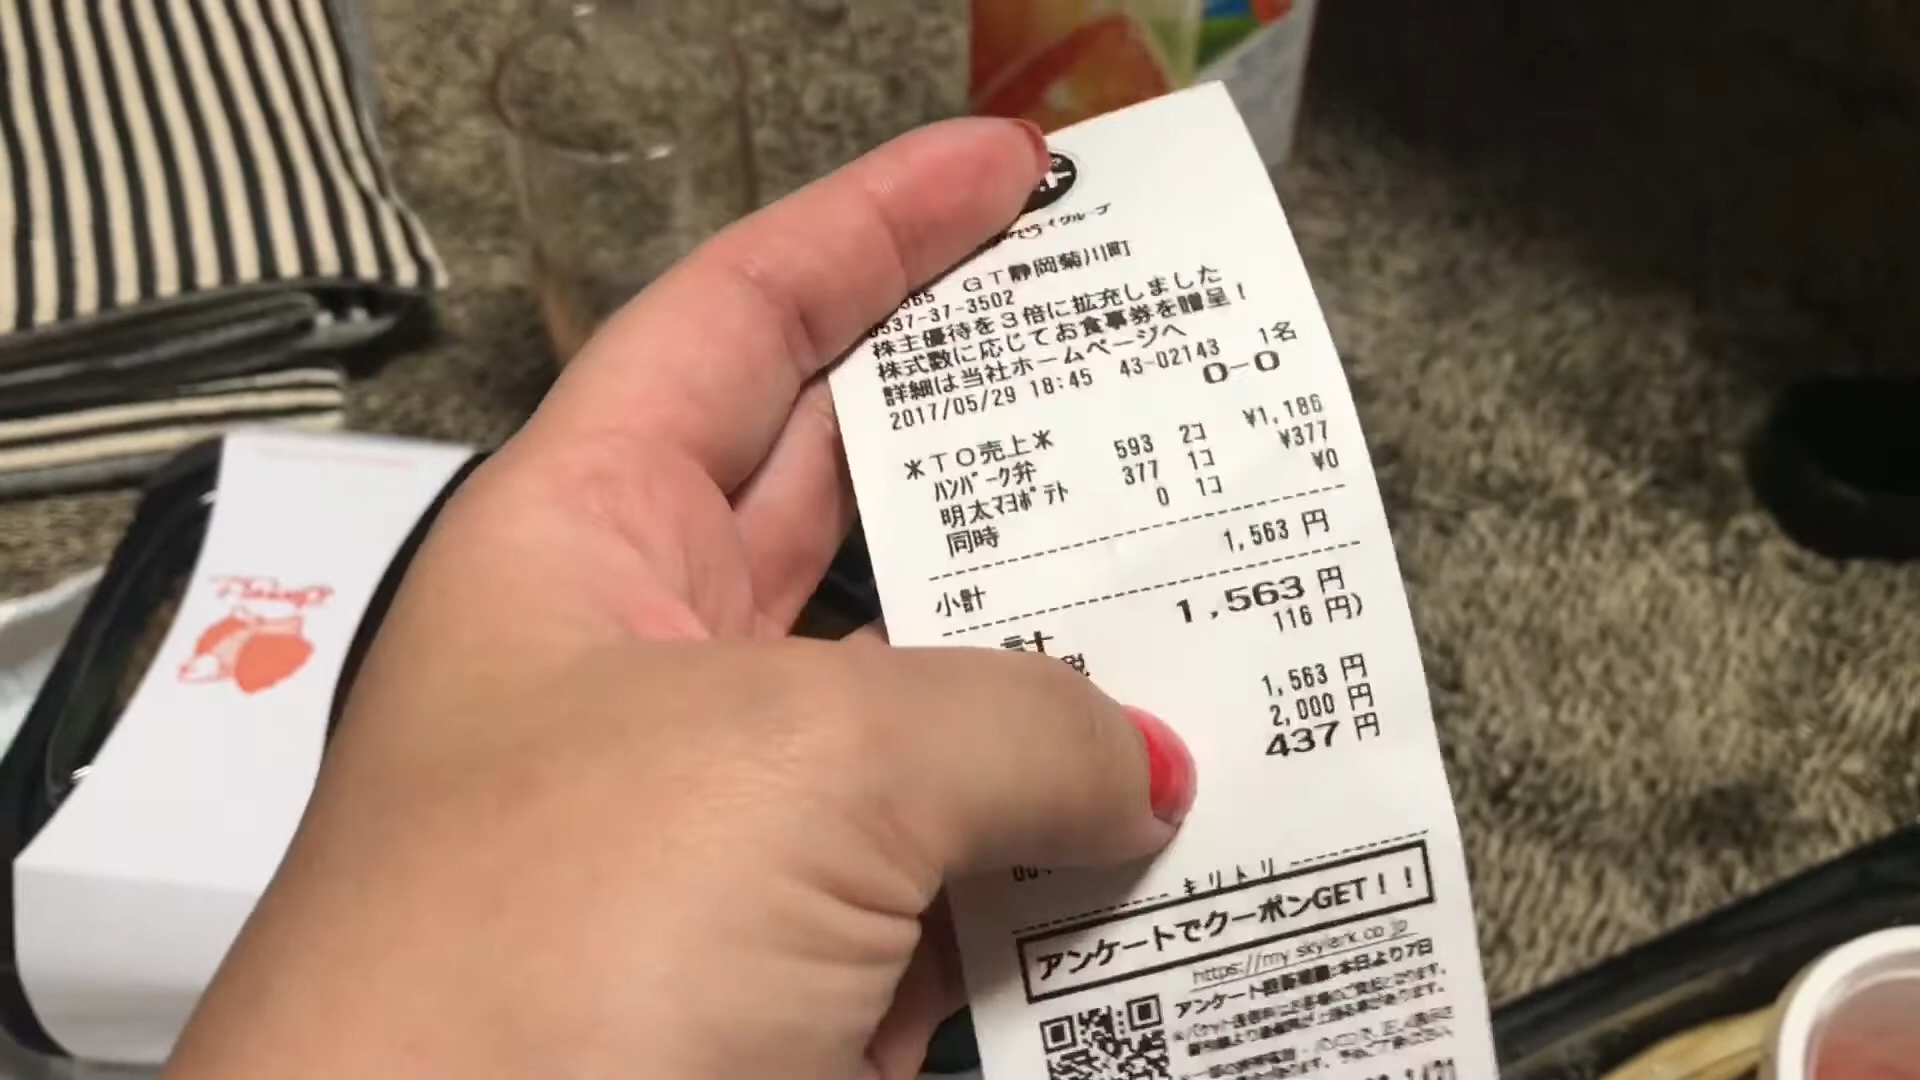 ＧＴ静岡菊川町
537-37-3502
株主優待を３倍に拡充しました
株式数に応じてお食事券を贈呈！
詳細は当社ホームページへ
2017/05/29 18:45 43-02143 1名
0-0
＊ＴＯ売上＊
ﾊﾝﾊﾞｰｸ弁 593 2コ ¥1,186
明太ﾏﾖﾎﾟﾃﾄ 377 1コ ¥377
同時 0 1コ ¥0
小計 1,563 円
計 1,563 円
税 116 円)
1,563 円
2,000 円
437 円
キリトリ
アンケートでクーポンGET！！
https://my.skylark.co.jp